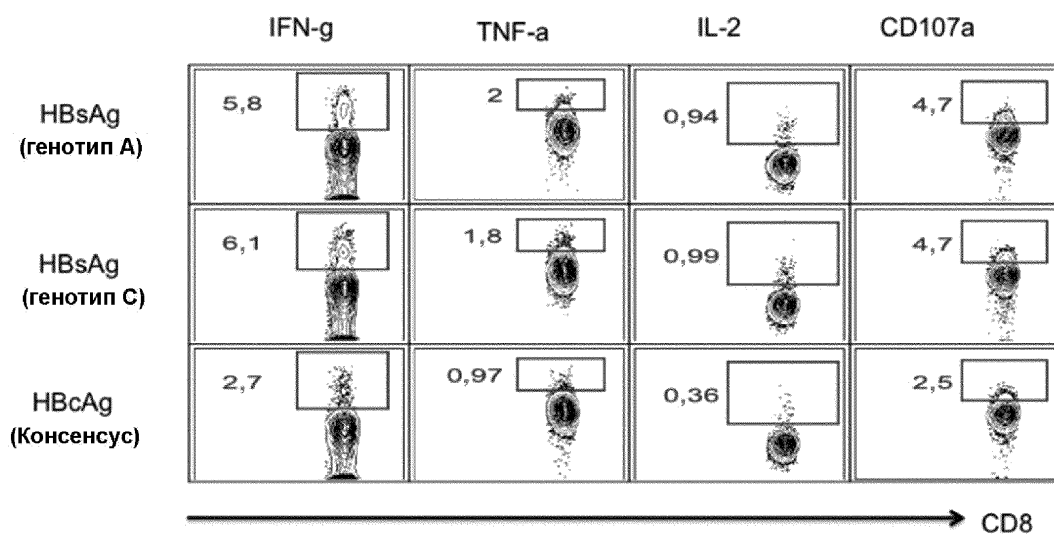 IFN-g TNF-a IL-2 CD107a
HBsAg
(генотип А)
5,8 2 0,94 4,7
HBsAg
(генотип С)
6,1 1,8 0,99 4,7
HBcAg
(Консенсус)
2,7 0,97 0,36 2,5
CD8